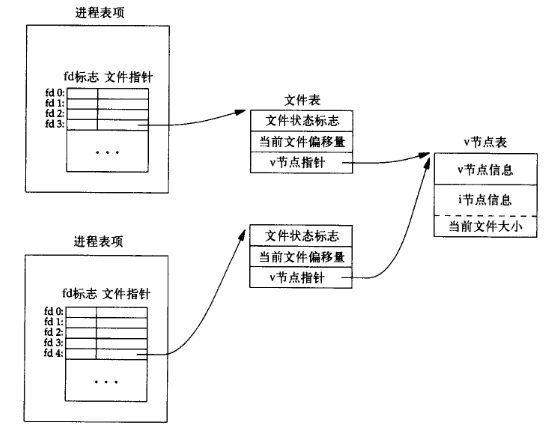 进程表项
fd标志 文件指针
fd 0:
fd 1:
fd 2:
fd 3:
...
文件表
文件状态标志
当前文件偏移量
v节点指针
v节点表
v节点信息
i节点信息
当前文件大小
文件状态标志
当前文件偏移量
v节点指针
进程表项
fd标志 文件指针
fd 0:
fd 1:
fd 2:
fd 3:
fd 4:
...